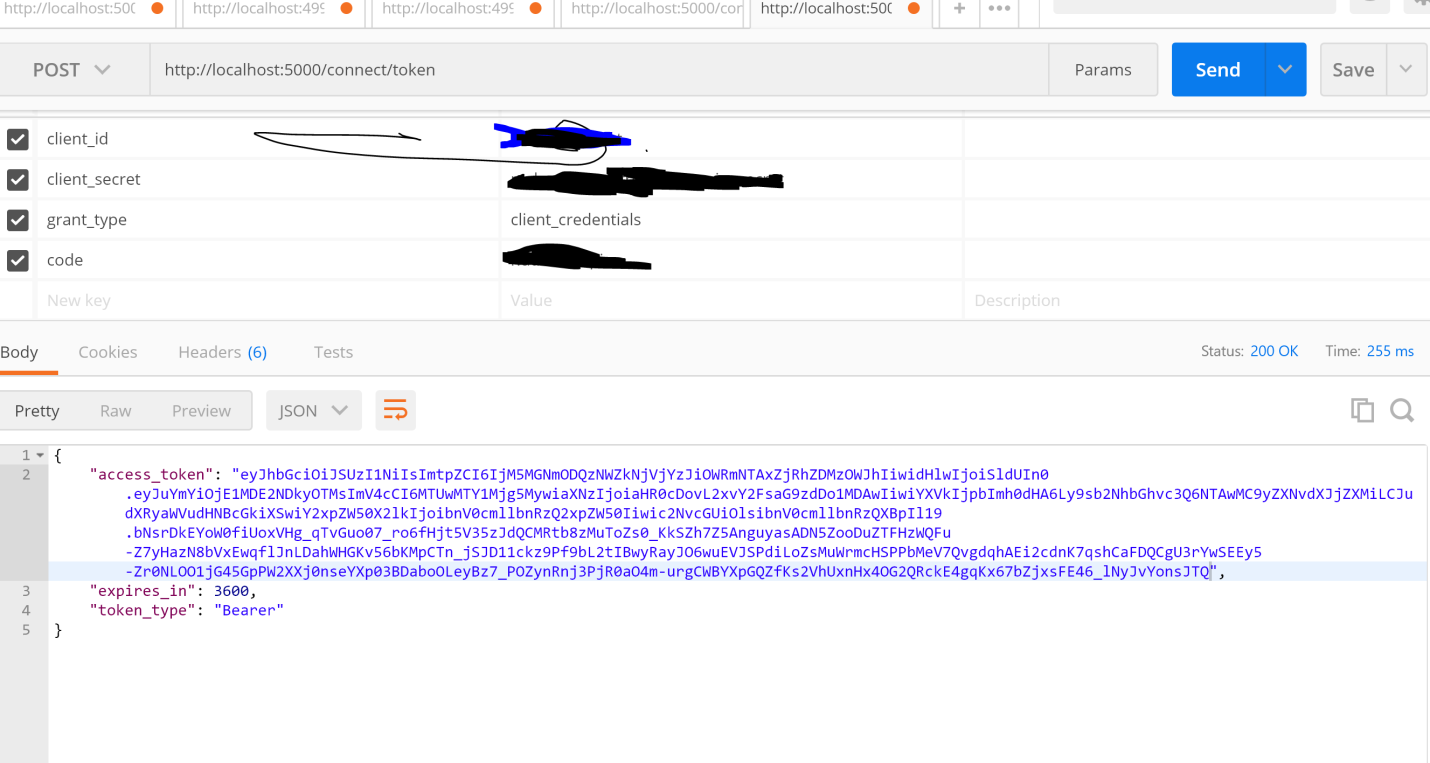 http://localhost:500 http://localhost:499 http://localhost:499 http://localhost:5000/cor http://localhost:500 + •••
POST http://localhost:5000/connect/token Params Send Save
client_id
client_secret
grant_type client_credentials
code
New key Value Description
Body Cookies Headers (6) Tests Status: 200 OK Time: 255 ms
Pretty Raw Preview JSON
1 {
2 "access_token": "eyJhbGciOiJSUzI1NiIsImtpZCI6IjM5MGNmODQzNWZkNjVjYzJiOWRmNTAxZjRhZDMzOWJhIiwidHlwIjoiSldUIn0
.eyJuYmYiOjE1MDE2NDkyOTMsImV4cCI6MTUwMTY1Mjg5MywiaXNzIjoiaHR0cDovL2xvY2FsaG9zdDo1MDAwIiwiYXVkIjpbImh0dHA6Ly9sb2NhbGhvc3Q6NTAwMC9yZXNvdXJjZXMiLCJu
dXRyaWVudHNBcGkiXSwiY2xpZW50X2lkIjoibnV0cmllbnRzQ2xpZW50Iiwic2NvcGUiOlsibnV0cmllbnRzQXBpIl19
.bNsrDkEYoW0fiUoxVHg_qTvGuo07_ro6fHjt5V35zJdQCMRtb8zMuToZs0_KkSZh7Z5AnguyasADN5ZooDuZTFHzWQFu
-Z7yHazN8bVxEwqflJnLDahWHGKv56bKMpCTn_jSJD11ckz9Pf9bL2tIBwyRayJO6wuEVJSPdiLoZsMuWrmcHSPPbMeV7QvgdqhAEi2cdnK7qshCaFDQCgU3rYwSEEy5
-Zr0NLOO1jG45GpPW2XXj0nseYXp03BDaboOLeyBz7_POZynRnj3PjR0aO4m-urgCWBYXpGQZfKs2VhUxnHx4OG2QRckE4gqKx67bZjxsFE46_lNyJvYonsJTQ",
3 "expires_in": 3600,
4 "token_type": "Bearer"
5 }